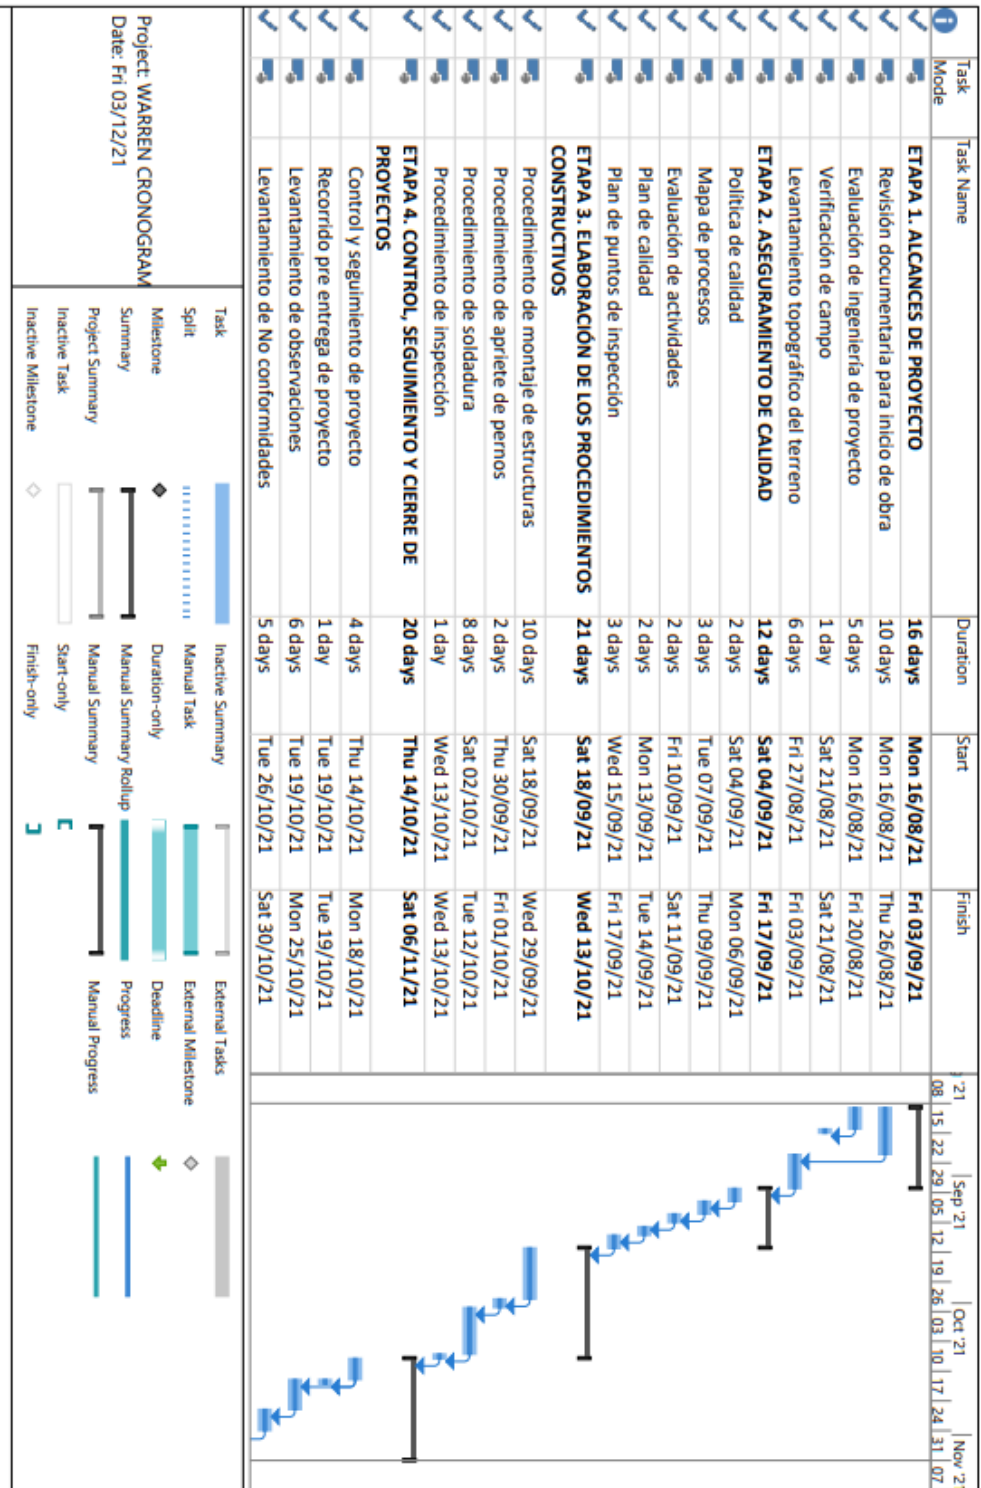 Task Mode Task Name Duration Start Finish
'21 Sep '21 Oct '21 Nov '2
08 15 22 29 05 12 19 26 03 10 17 24 31 07
ETAPA 1. ALCANCES DE PROYECTO 16 days Mon 16/08/21 Fri 03/09/21
Revisión documentaria para inicio de obra 10 days Mon 16/08/21 Thu 26/08/21
Evaluación de ingeniería de proyecto 5 days Mon 16/08/21 Fri 20/08/21
Verificación de campo 1 day Sat 21/08/21 Sat 21/08/21
Levantamiento topográfico del terreno 6 days Fri 27/08/21 Fri 03/09/21
ETAPA 2. ASEGURAMIENTO DE CALIDAD 12 days Sat 04/09/21 Fri 17/09/21
Política de calidad 2 days Sat 04/09/21 Mon 06/09/21
Mapa de procesos 3 days Tue 07/09/21 Thu 09/09/21
Evaluación de actividades 2 days Fri 10/09/21 Sat 11/09/21
Plan de calidad 2 days Mon 13/09/21 Tue 14/09/21
Plan de puntos de inspección 3 days Wed 15/09/21 Fri 17/09/21
ETAPA 3. ELABORACIÓN DE LOS PROCEDIMIENTOS 21 days Sat 18/09/21 Wed 13/10/21
CONSTRUCTIVOS
Procedimiento de montaje de estructuras 10 days Sat 18/09/21 Wed 29/09/21
Procedimiento de apriete de pernos 2 days Thu 30/09/21 Fri 01/10/21
Procedimiento de soldadura 8 days Sat 02/10/21 Tue 12/10/21
Procedimiento de inspección 1 day Wed 13/10/21 Wed 13/10/21
ETAPA 4. CONTROL, SEGUIMIENTO Y CIERRE DE 20 days Thu 14/10/21 Sat 06/11/21
PROYECTOS
Control y seguimiento de proyecto 4 days Thu 14/10/21 Mon 18/10/21
Recorrido pre entrega de proyecto 1 day Tue 19/10/21 Tue 19/10/21
Levantamiento de observaciones 6 days Tue 19/10/21 Mon 25/10/21
Levantamiento de No conformidades 5 days Tue 26/10/21 Sat 30/10/21
Project: WARREN CRONOGRAM
Date: Fri 03/12/21
Task Inactive Summary External Tasks
Split Manual Task External Milestone
Milestone Duration-only Deadline
Summary Manual Summary Rollup Progress
Project Summary Manual Summary Manual Progress
Inactive Task Start-only
Inactive Milestone Finish-only